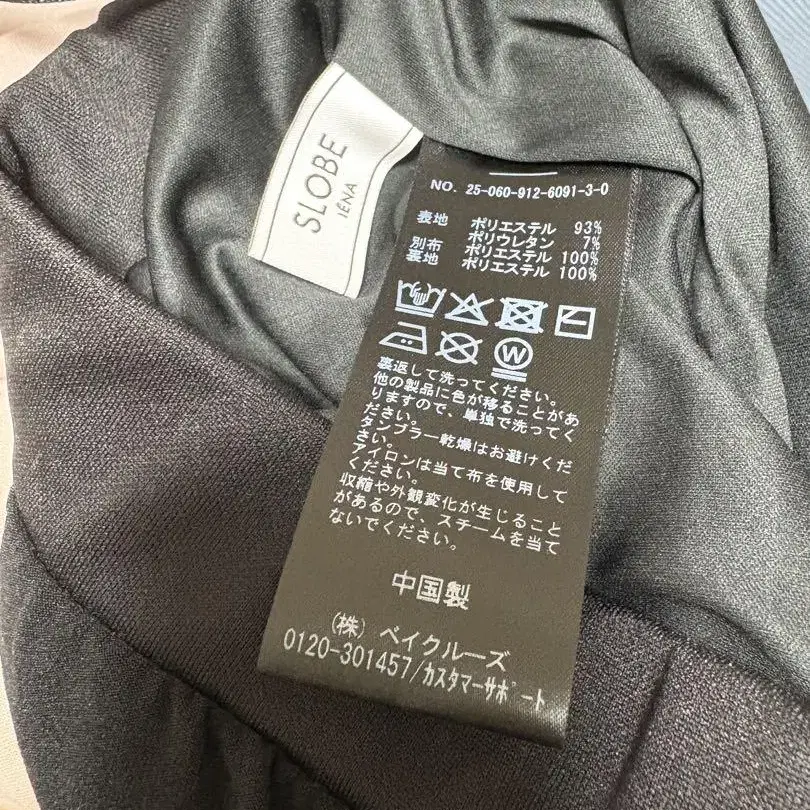 SLOBE
IÉNA
NO. 25-060-912-6091-3-0
表地 ポリエステル 93%
ポリウレタン 7%
別布 ポリエステル 100%
裏地 ポリエステル 100%
W
裏返して洗ってください。
他の製品に色が移ることがあ
りますので、単独で洗ってく
ださい。
タンブラー乾燥はお避けくだ
さい。
アイロンは当て布を使用して
ください。
収縮や外観変化が生じること
があるので、スチームを当て
ないでください。
中国製
(株) ベイクルーズ
0120-301457/カスタマーサポート